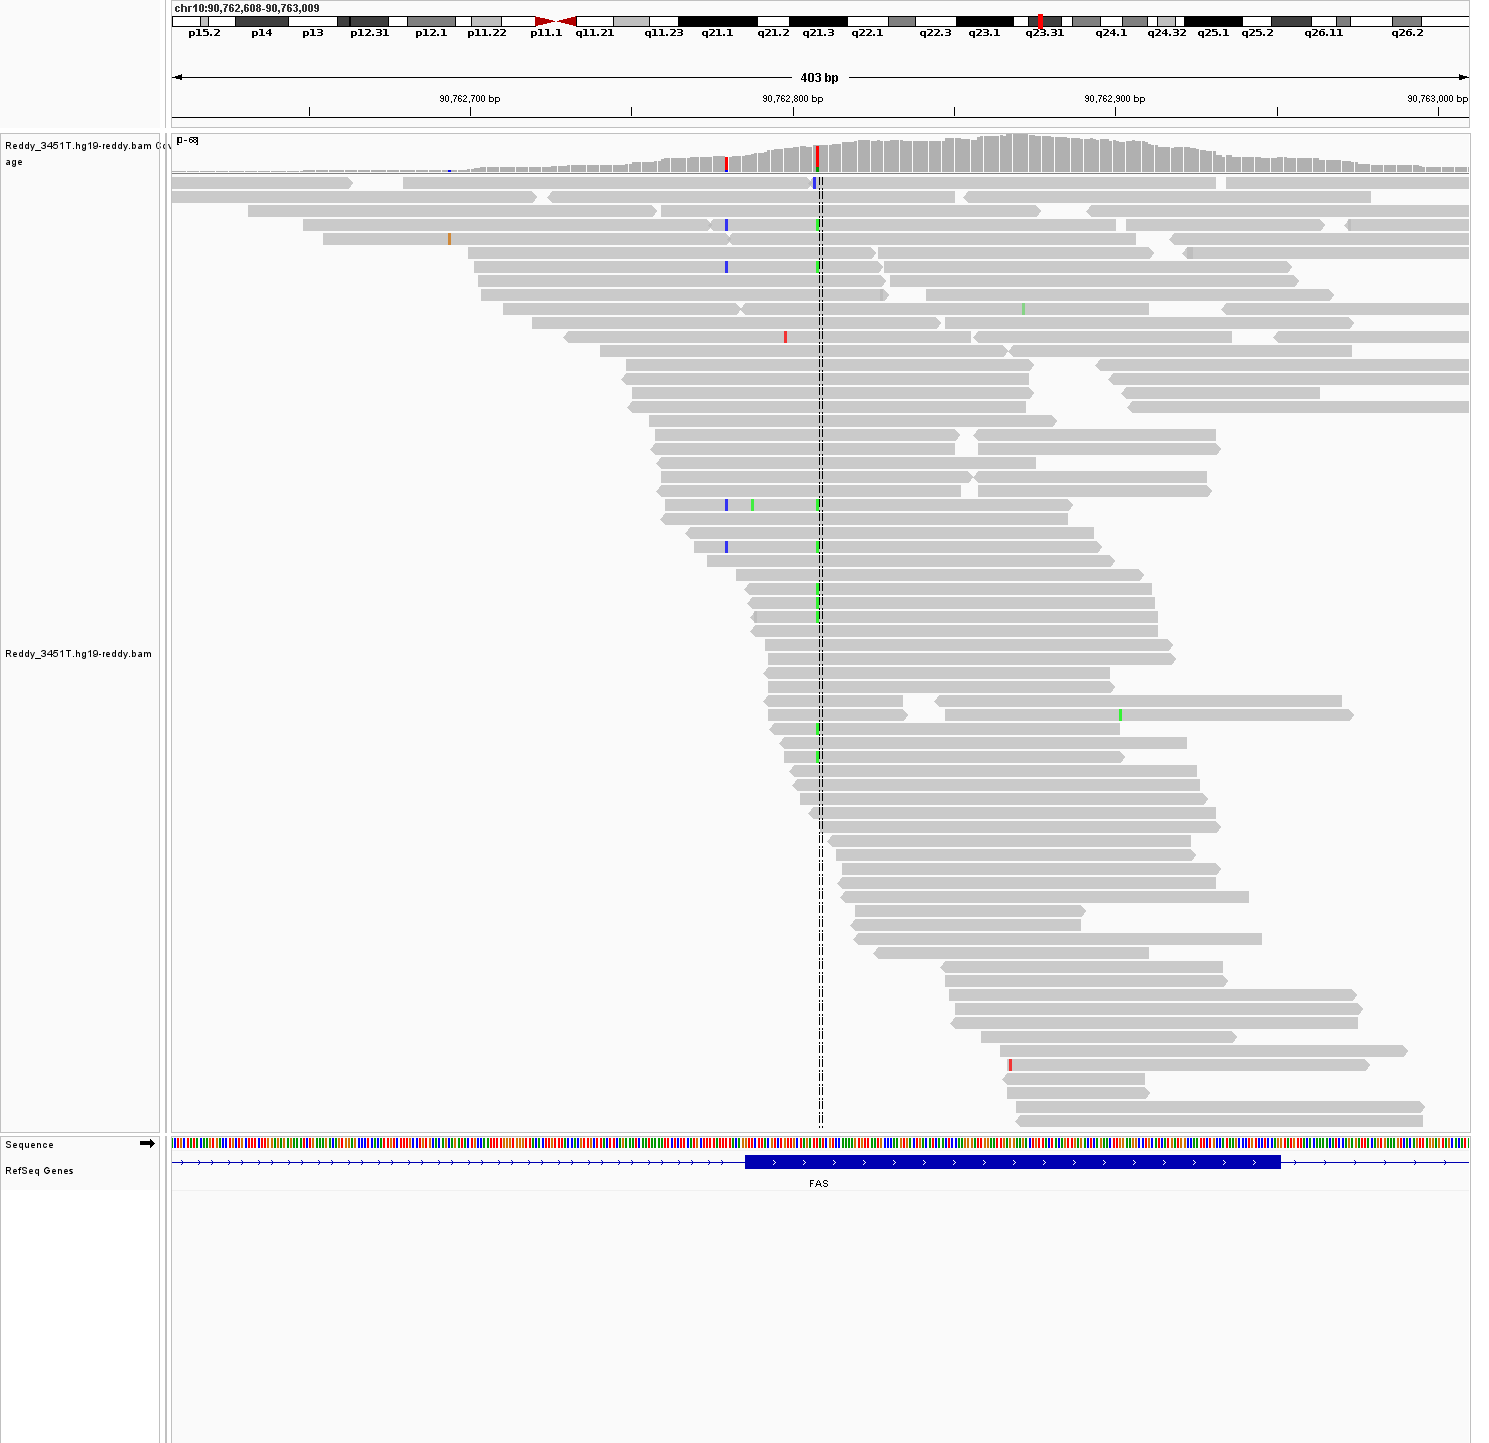 chr10:90,762,608-90,763,009
p15.2 p14 p13 p12.31 p12.1 p11.22 p11.1 q11.21 q11.23 q21.1 q21.2 q21.3 q22.1 q22.3 q23.1 q23.31 q24.1 q24.32 q25.1 q25.2 q26.11 q26.2
403 bp
90,762,700 bp 90,762,800 bp 90,762,900 bp 90,763,000 bp
Reddy_3451T.hg19-reddy.bam Cov
age
[0-68]
Reddy_3451T.hg19-reddy.bam
Sequence
RefSeq Genes
FAS